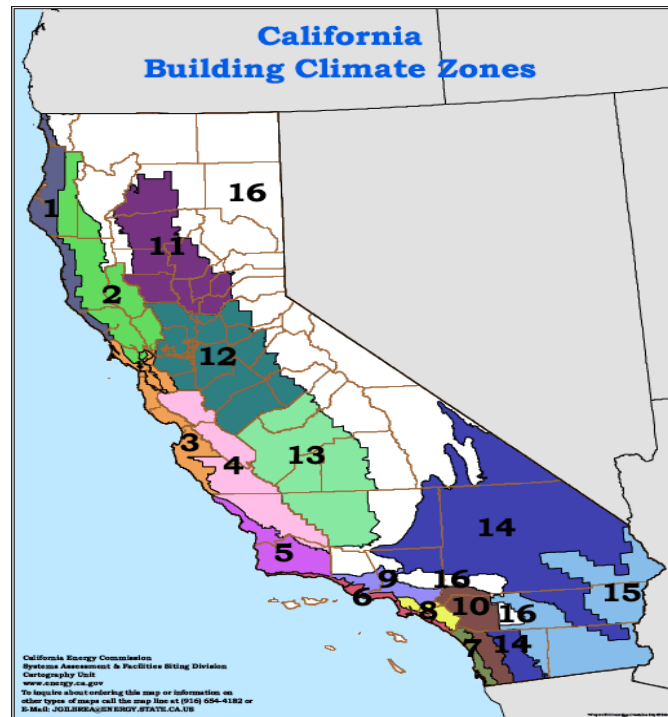 California
Building Climate Zones
16
1
11
2
12
3
4
13
14
5
9
16
15
6
8
10
16
7
14
California Energy Commission
Systems Assessment & Facilities Siting Division
Cartography Unit
www.energy.ca.gov
To inquire about ordering this map or information on
other types of maps call the map line at (916) 654-4182 or
E-Mail: JGILBREA@ENERGY.STATE.CA.US